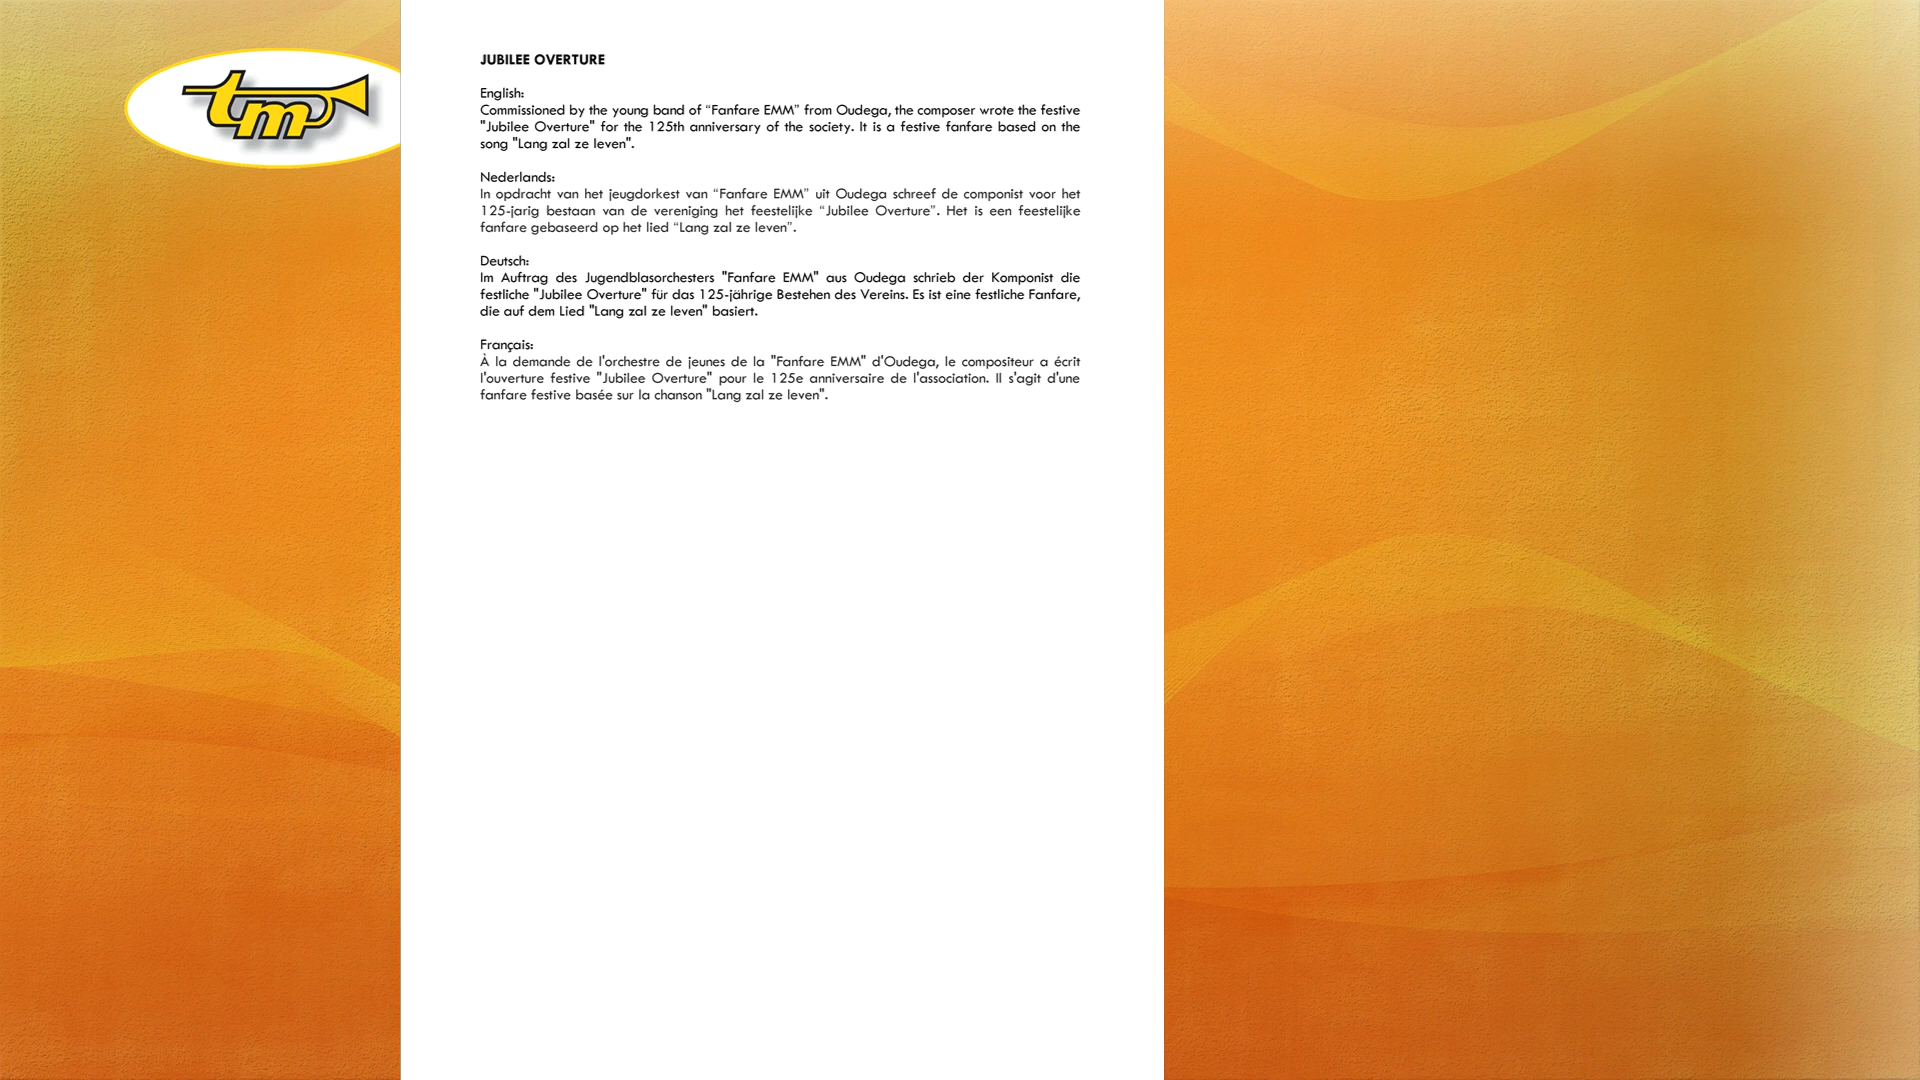 tm
JUBILEE OVERTURE
English:
Commissioned by the young band of “Fanfare EMM” from Oudega, the composer wrote the festive
"Jubilee Overture" for the 125th anniversary of the society. It is a festive fanfare based on the
song "Lang zal ze leven".
Nederlands:
In opdracht van het jeugdorkest van “Fanfare EMM” uit Oudega schreef de componist voor het
125-jarig bestaan van de vereniging het feestelijke “Jubilee Overture”. Het is een feestelijke
fanfare gebaseerd op het lied “Lang zal ze leven”.
Deutsch:
Im Auftrag des Jugendblasorchesters "Fanfare EMM" aus Oudega schrieb der Komponist die
festliche "Jubilee Overture" für das 125-jährige Bestehen des Vereins. Es ist eine festliche Fanfare,
die auf dem Lied "Lang zal ze leven" basiert.
Français:
À la demande de l'orchestre de jeunes de la "Fanfare EMM" d'Oudega, le compositeur a écrit
l'ouverture festive "Jubilee Overture" pour le 125e anniversaire de l'association. Il s'agit d'une
fanfare festive basée sur la chanson "Lang zal ze leven".